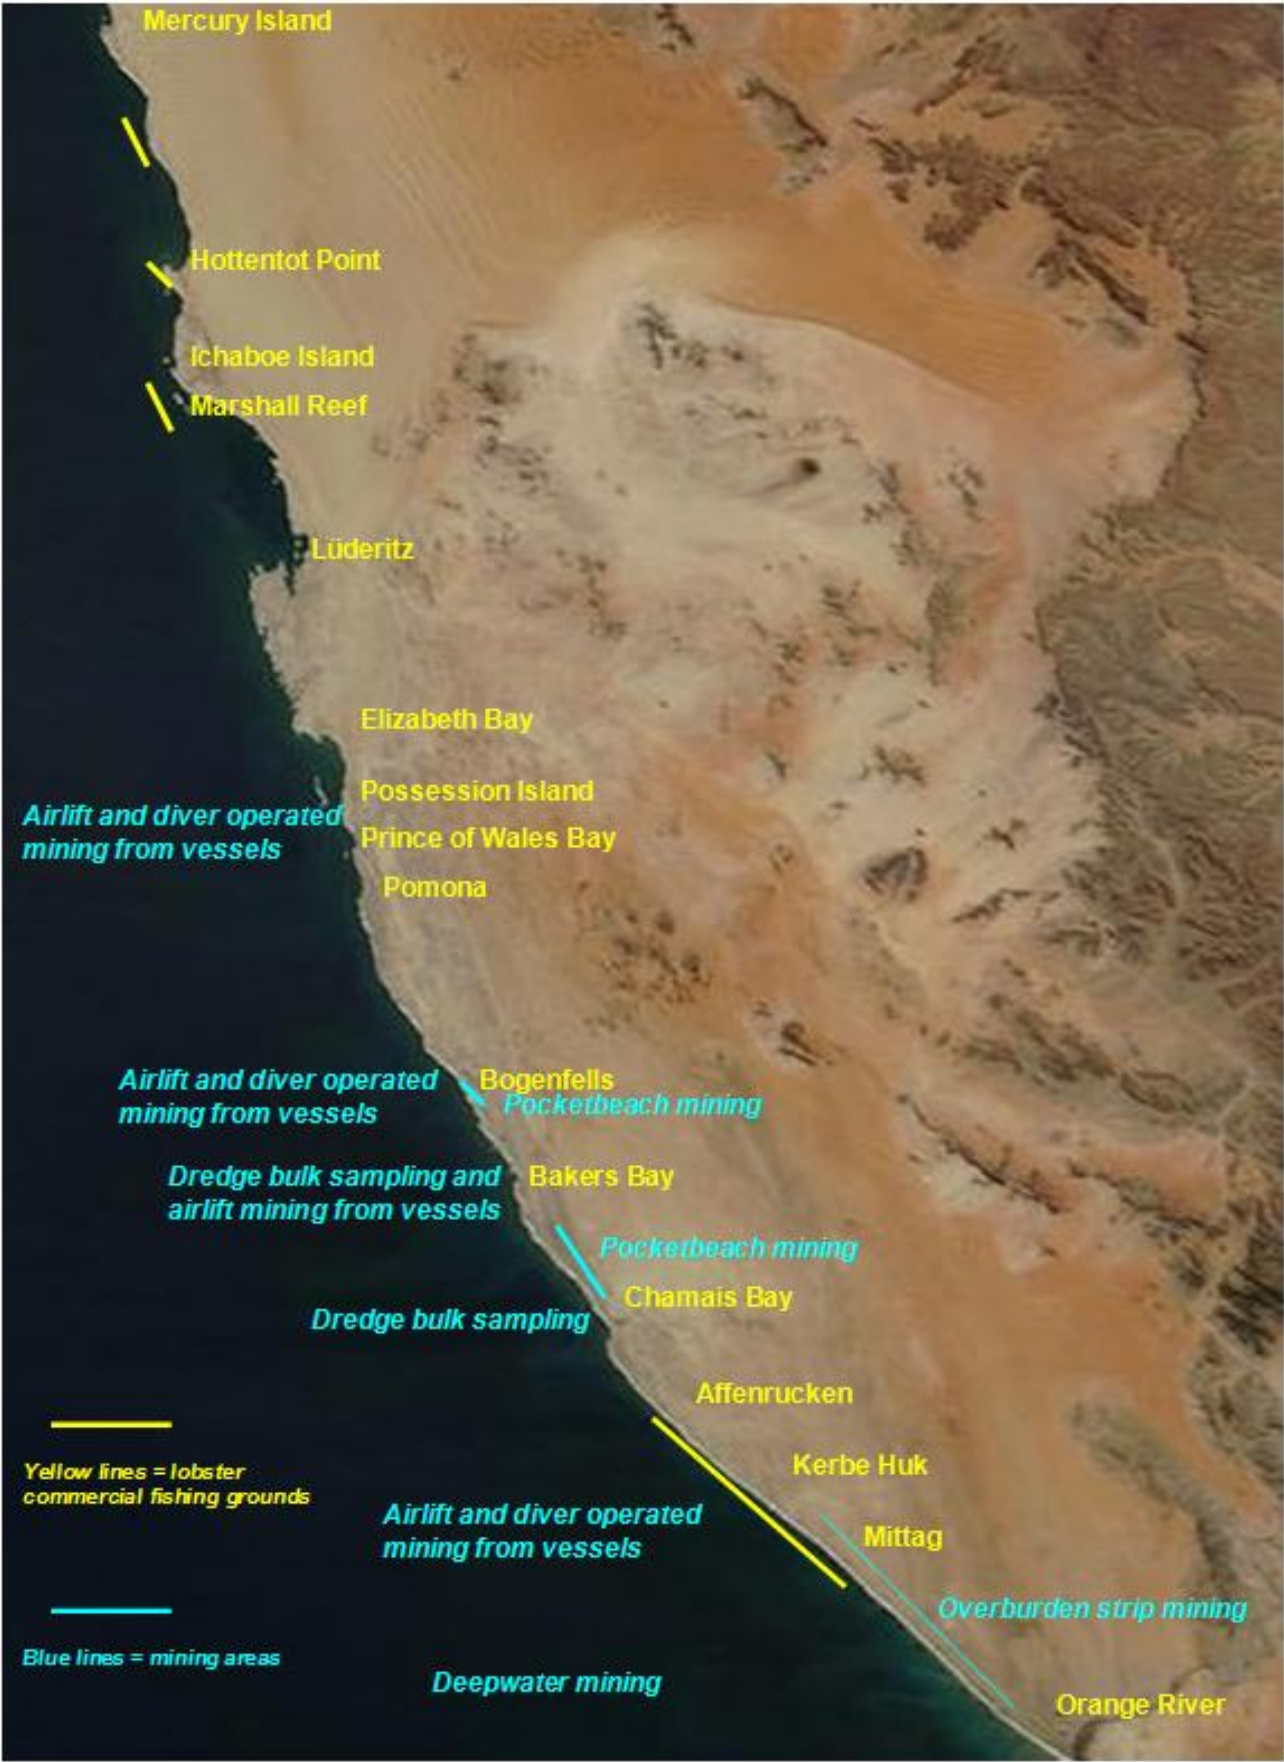 Mercury Island
Hottentot Point
Ichaboe Island
Marshall Reef
Lüderitz
Elizabeth Bay
Possession Island
Airlift and diver operated
mining from vessels
Prince of Wales Bay
Pomona
Airlift and diver operated
mining from vessels
Bogenfells
Pocketbeach mining
Dredge bulk sampling and
airlift mining from vessels
Bakers Bay
Pocketbeach mining
Chamais Bay
Dredge bulk sampling
Affenrucken
Kerbe Huk
Yellow lines = lobster
commercial fishing grounds
Airlift and diver operated
mining from vessels
Mittag
Overburden strip mining
Blue lines = mining areas
Deepwater mining
Orange River